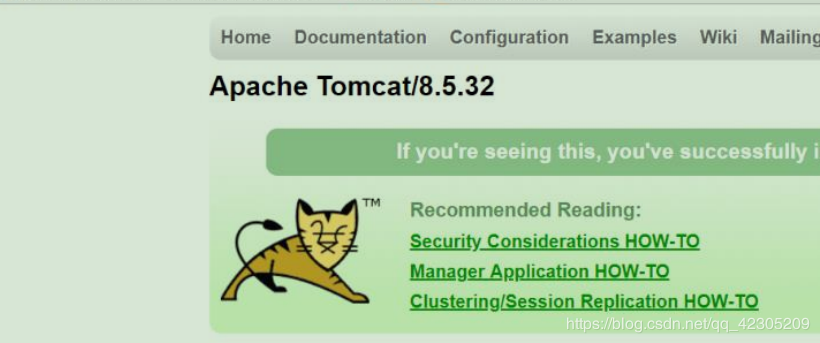 Home Documentation Configuration Examples Wiki Mailing
Apache Tomcat/8.5.32
If you're seeing this, you've successfully i
TM
Recommended Reading:
Security Considerations HOW-TO
Manager Application HOW-TO
Clustering/Session Replication HOW-TO
https://blog.csdn.net/qq_42305209